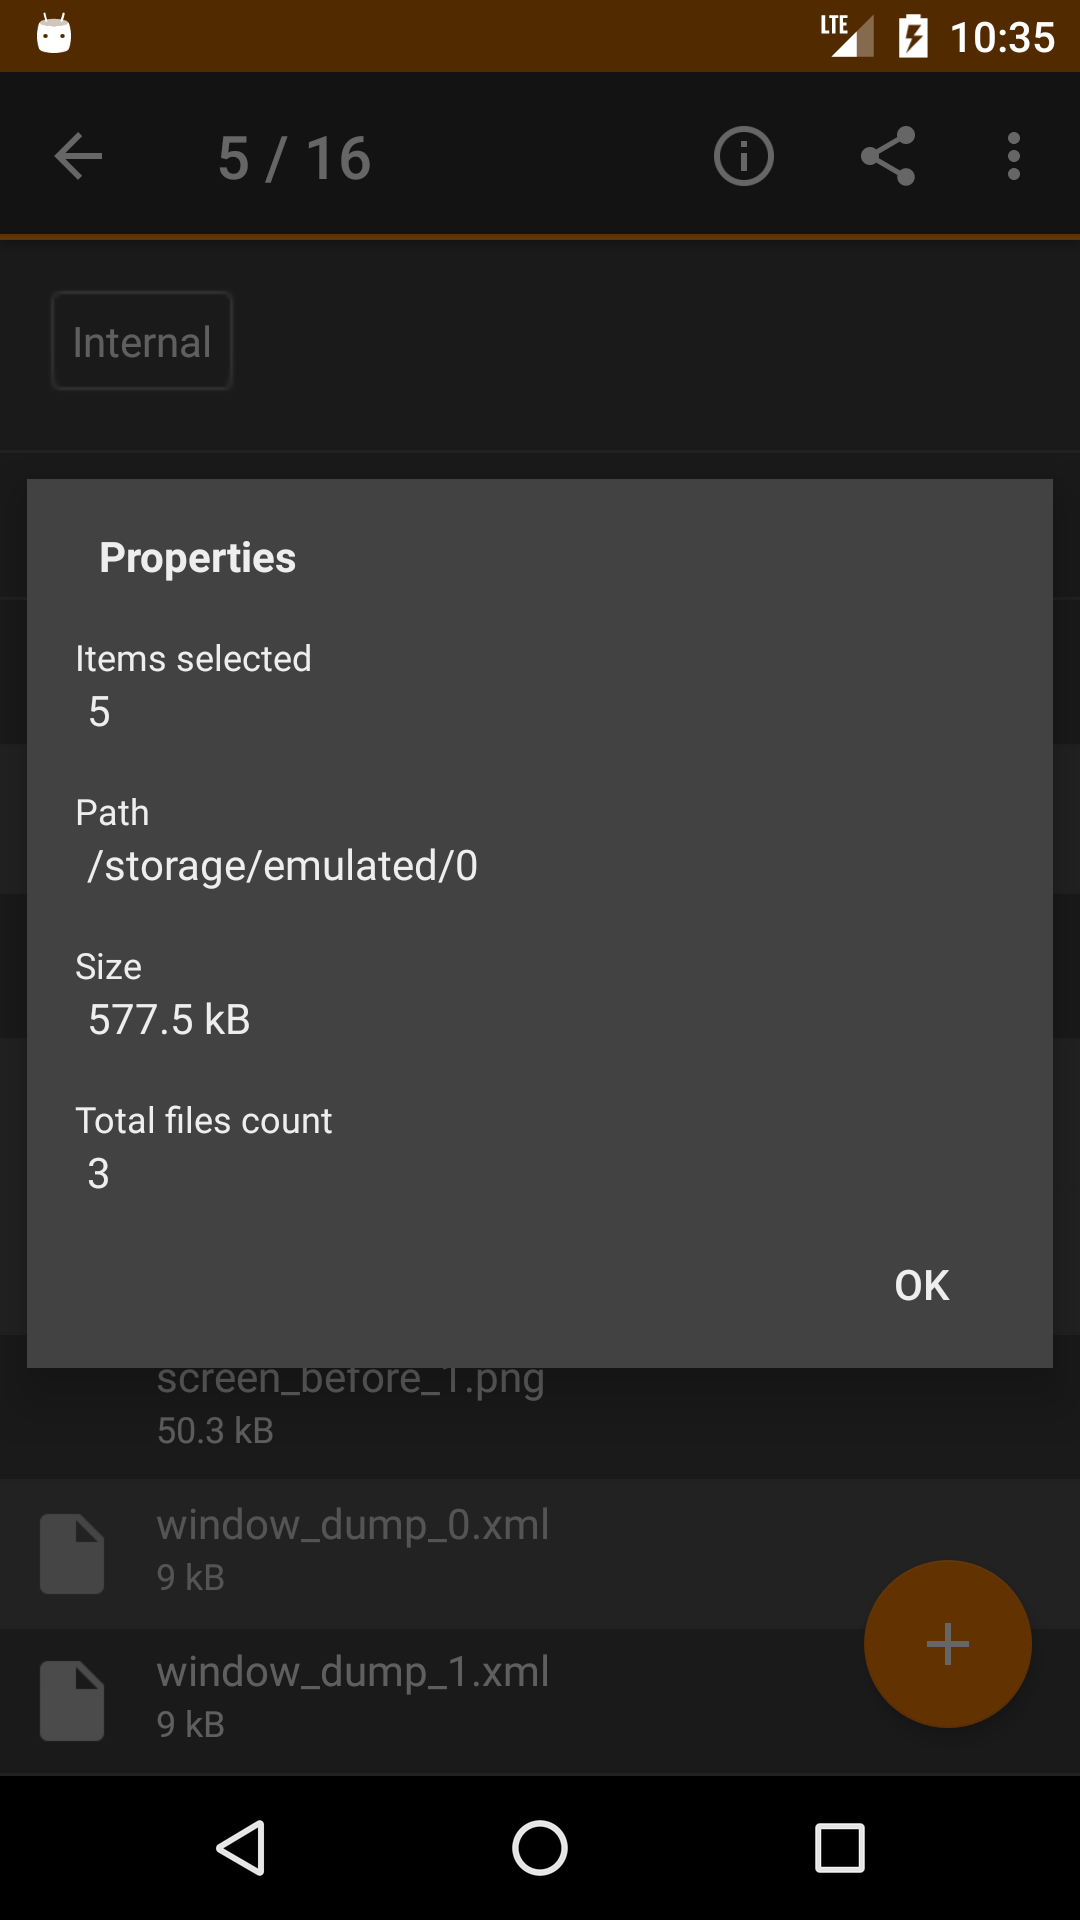 LTE 10:35
5 / 16
Internal
Properties
Items selected
5
Path
/storage/emulated/0
Size
577.5 kB
Total files count
3
OK
screen_before_1.png
50.3 kB
window_dump_0.xml
9 kB
window_dump_1.xml
9 kB